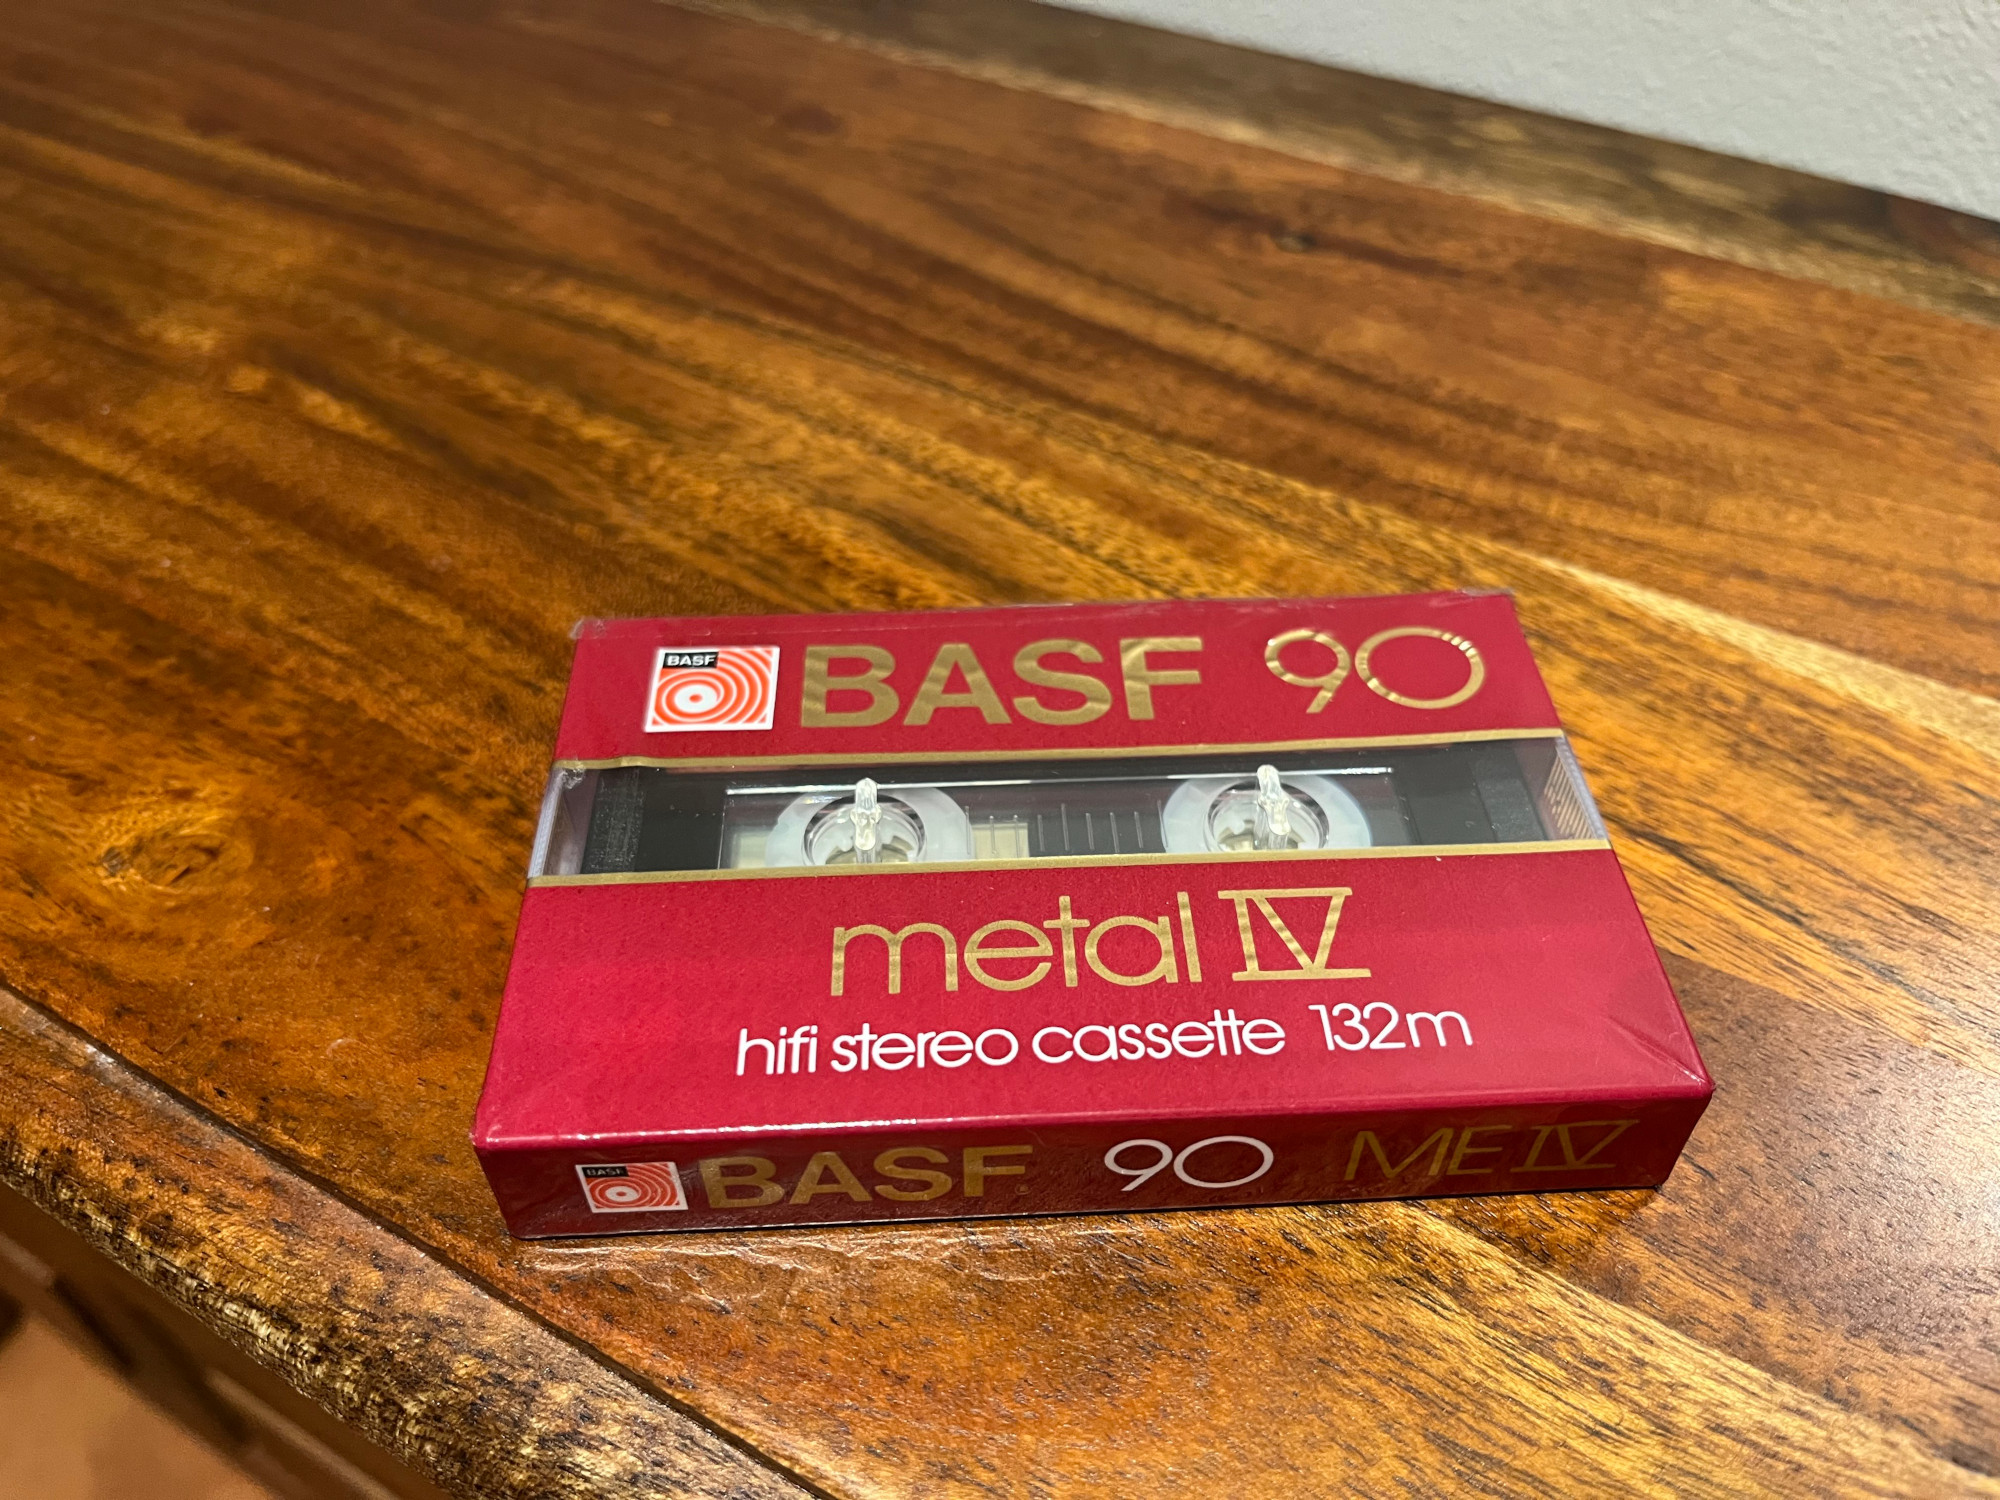 BASF
BASF 90
metal IV
hifi stereo cassette 132m
BASF
BASF 90 ME IV